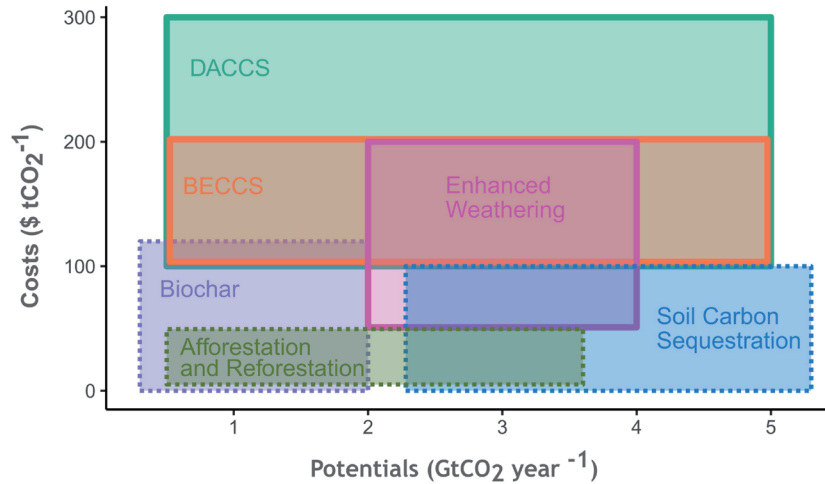 300
200
100
0
Costs ($ tCO2-1)
DACCS
BECCS
Enhanced
Weathering
Biochar
Soil Carbon
Sequestration
Afforestation
and Reforestation
1
2
3
4
5
Potentials (GtCO2 year -1)